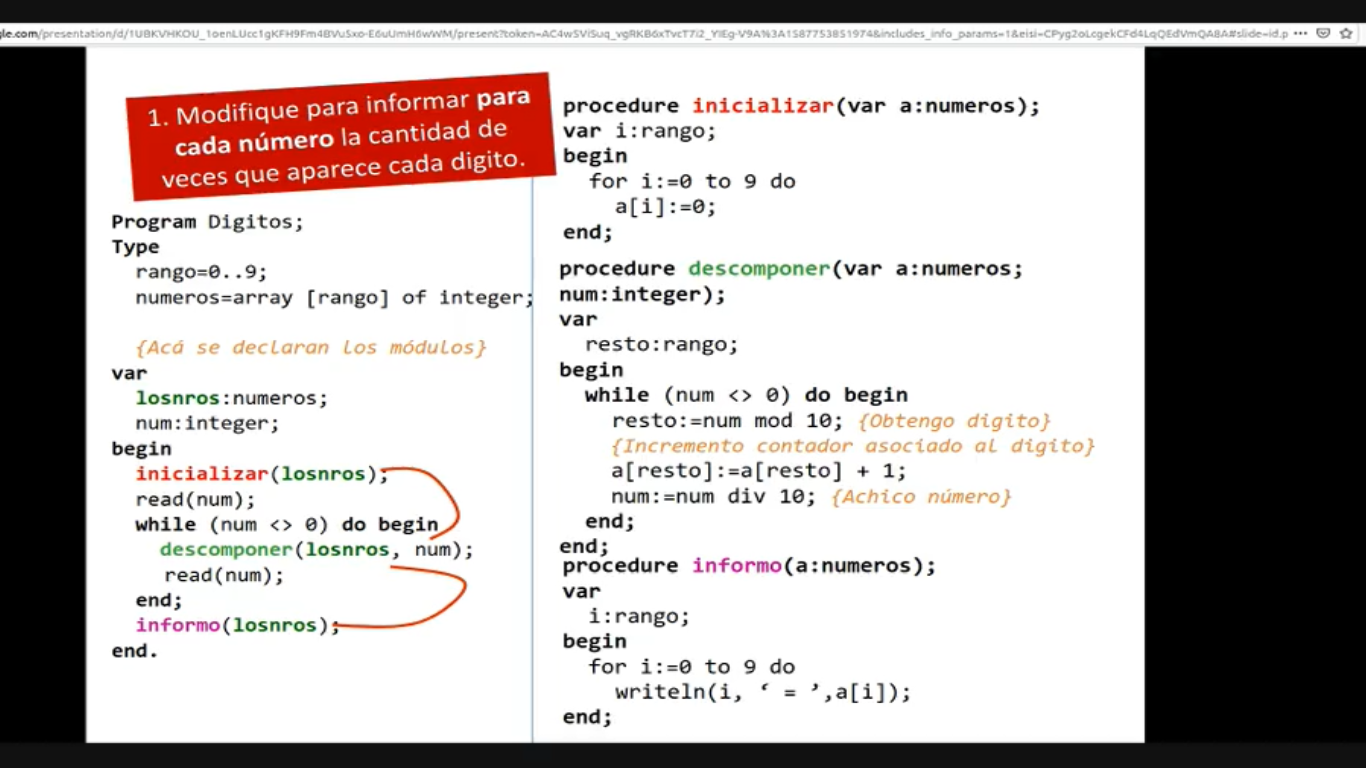 gle.com/presentation/d/1UBKVHKOU_1oenLUcc1gKFH9Fm4BVuSxo-E6uUmH6wWM/present?token=AC4w5ViSuq_vgRKB6xTvcT7i2_YIEg-V9A%3A1587753851974&includes_info_params=1&eisi=CPyg2oLcgekCFd4LqQEdVmQA8A#slide=id.p
1. Modifique para informar para
cada número la cantidad de
veces que aparece cada digito.
Program Digitos;
Type
rango=0..9;
numeros=array [rango] of integer;
{Acá se declaran los módulos}
var
losnros:numeros;
num:integer;
begin
inicializar(losnros);
read(num);
while (num <> 0) do begin
descomponer(losnros, num);
read(num);
end;
informo(losnros);
end.
procedure inicializar(var a:numeros);
var i:rango;
begin
for i:=0 to 9 do
a[i]:=0;
end;
procedure descomponer(var a:numeros;
num:integer);
var
resto:rango;
begin
while (num <> 0) do begin
resto:=num mod 10; {Obtengo digito}
{Incremento contador asociado al digito}
a[resto]:=a[resto] + 1;
num:=num div 10; {Achico número}
end;
end;
procedure informo(a:numeros);
var
i:rango;
begin
for i:=0 to 9 do
writeln(i, ‘ = ’,a[i]);
end;